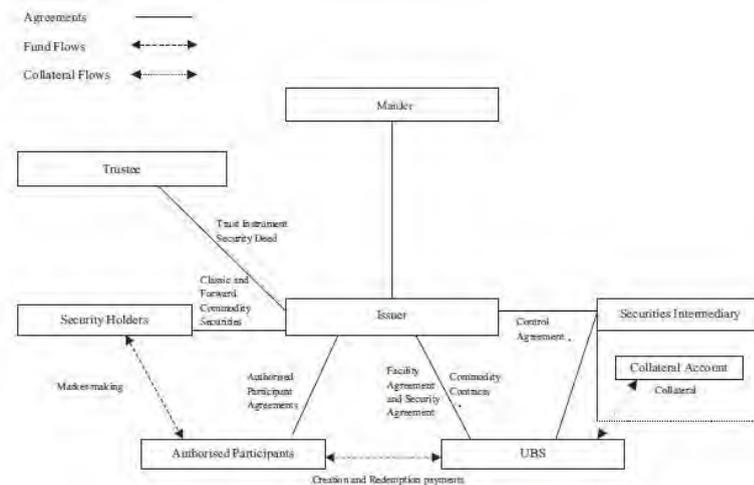 Agreements
Fund Flows
Collateral Flows
Trustee
Trust Instrument
Security Deed
Classic and
Forward
Commodity
Securities
Security Holders
Issuer
Securities Intermediary
Control
Agreement
Collateral Account
Collateral
Market-making
Authorised
Participant
Agreements
Facility
Agreement
and Security
Agreement
Commodity
Contracts
Authorised Participants
UBS
Creation and Redemption payments